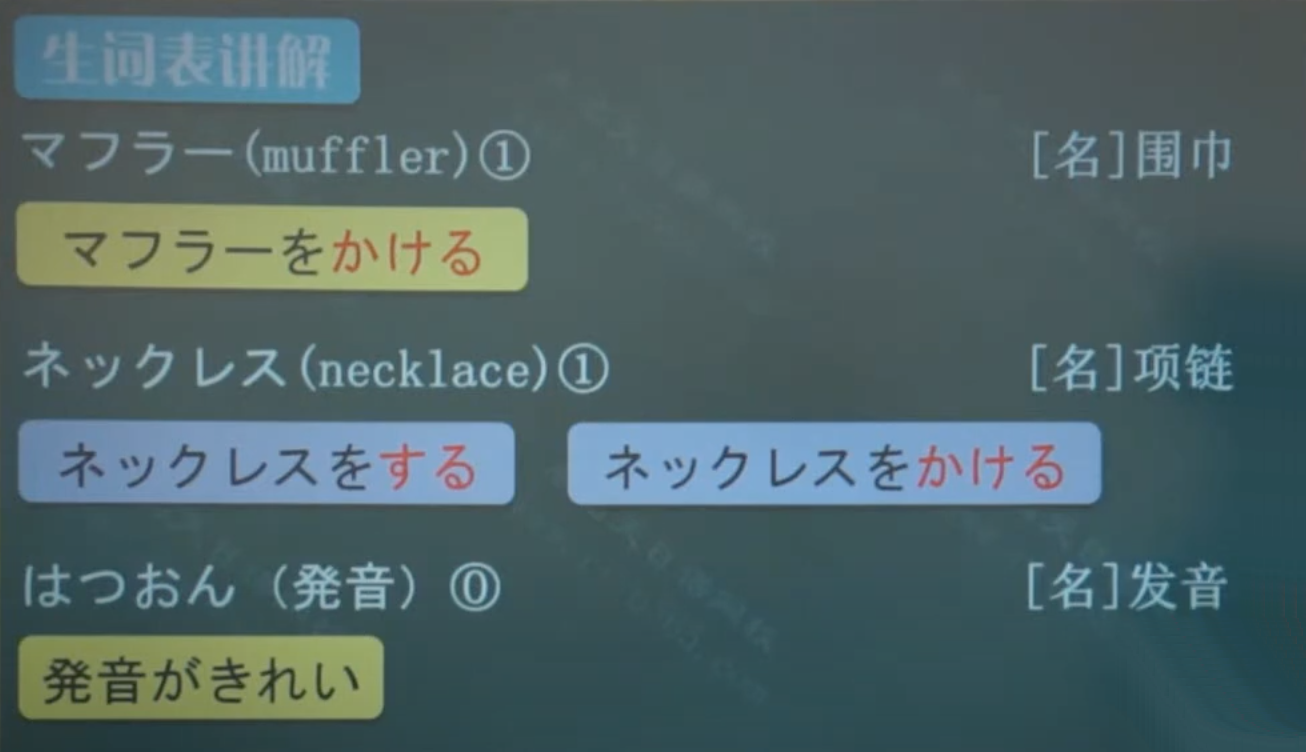 生词表讲解
マフラー(muffler)① [名]围巾
マフラーをかける
ネックレス(necklace)① [名]项链
ネックレスをする ネックレスをかける
はつおん（発音）⓪ [名]发音
発音がきれい